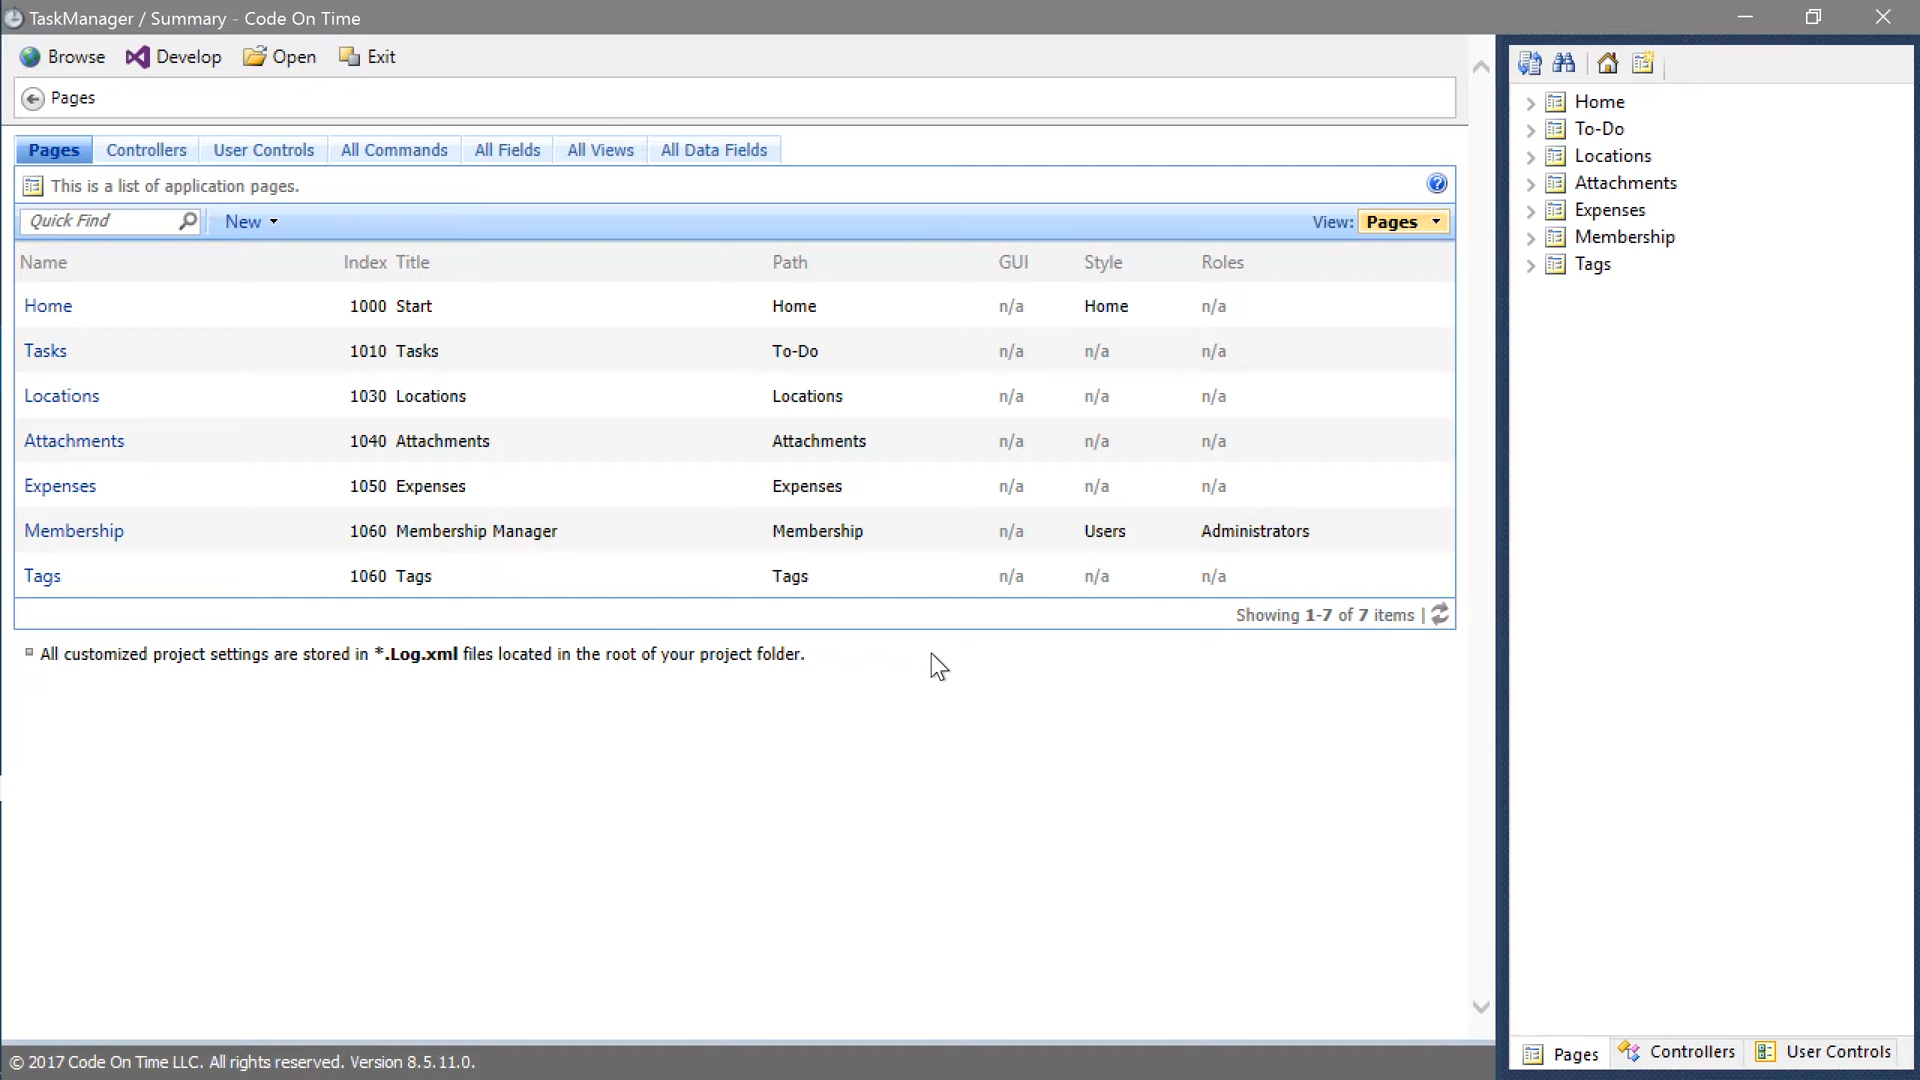 TaskManager / Summary - Code On Time
Browse Develop Open Exit
Pages
Pages Controllers User Controls All Commands All Fields All Views All Data Fields
This is a list of application pages.
Quick Find New View: Pages
Name Index Title Path GUI Style Roles
Home 1000 Start Home n/a Home n/a
Tasks 1010 Tasks To-Do n/a n/a n/a
Locations 1030 Locations Locations n/a n/a n/a
Attachments 1040 Attachments Attachments n/a n/a n/a
Expenses 1050 Expenses Expenses n/a n/a n/a
Membership 1060 Membership Manager Membership n/a Users Administrators
Tags 1060 Tags Tags n/a n/a n/a
Showing 1-7 of 7 items |
All customized project settings are stored in *.Log.xml files located in the root of your project folder.
© 2017 Code On Time LLC. All rights reserved. Version 8.5.11.0.
Home
To-Do
Locations
Attachments
Expenses
Membership
Tags
Pages Controllers User Controls